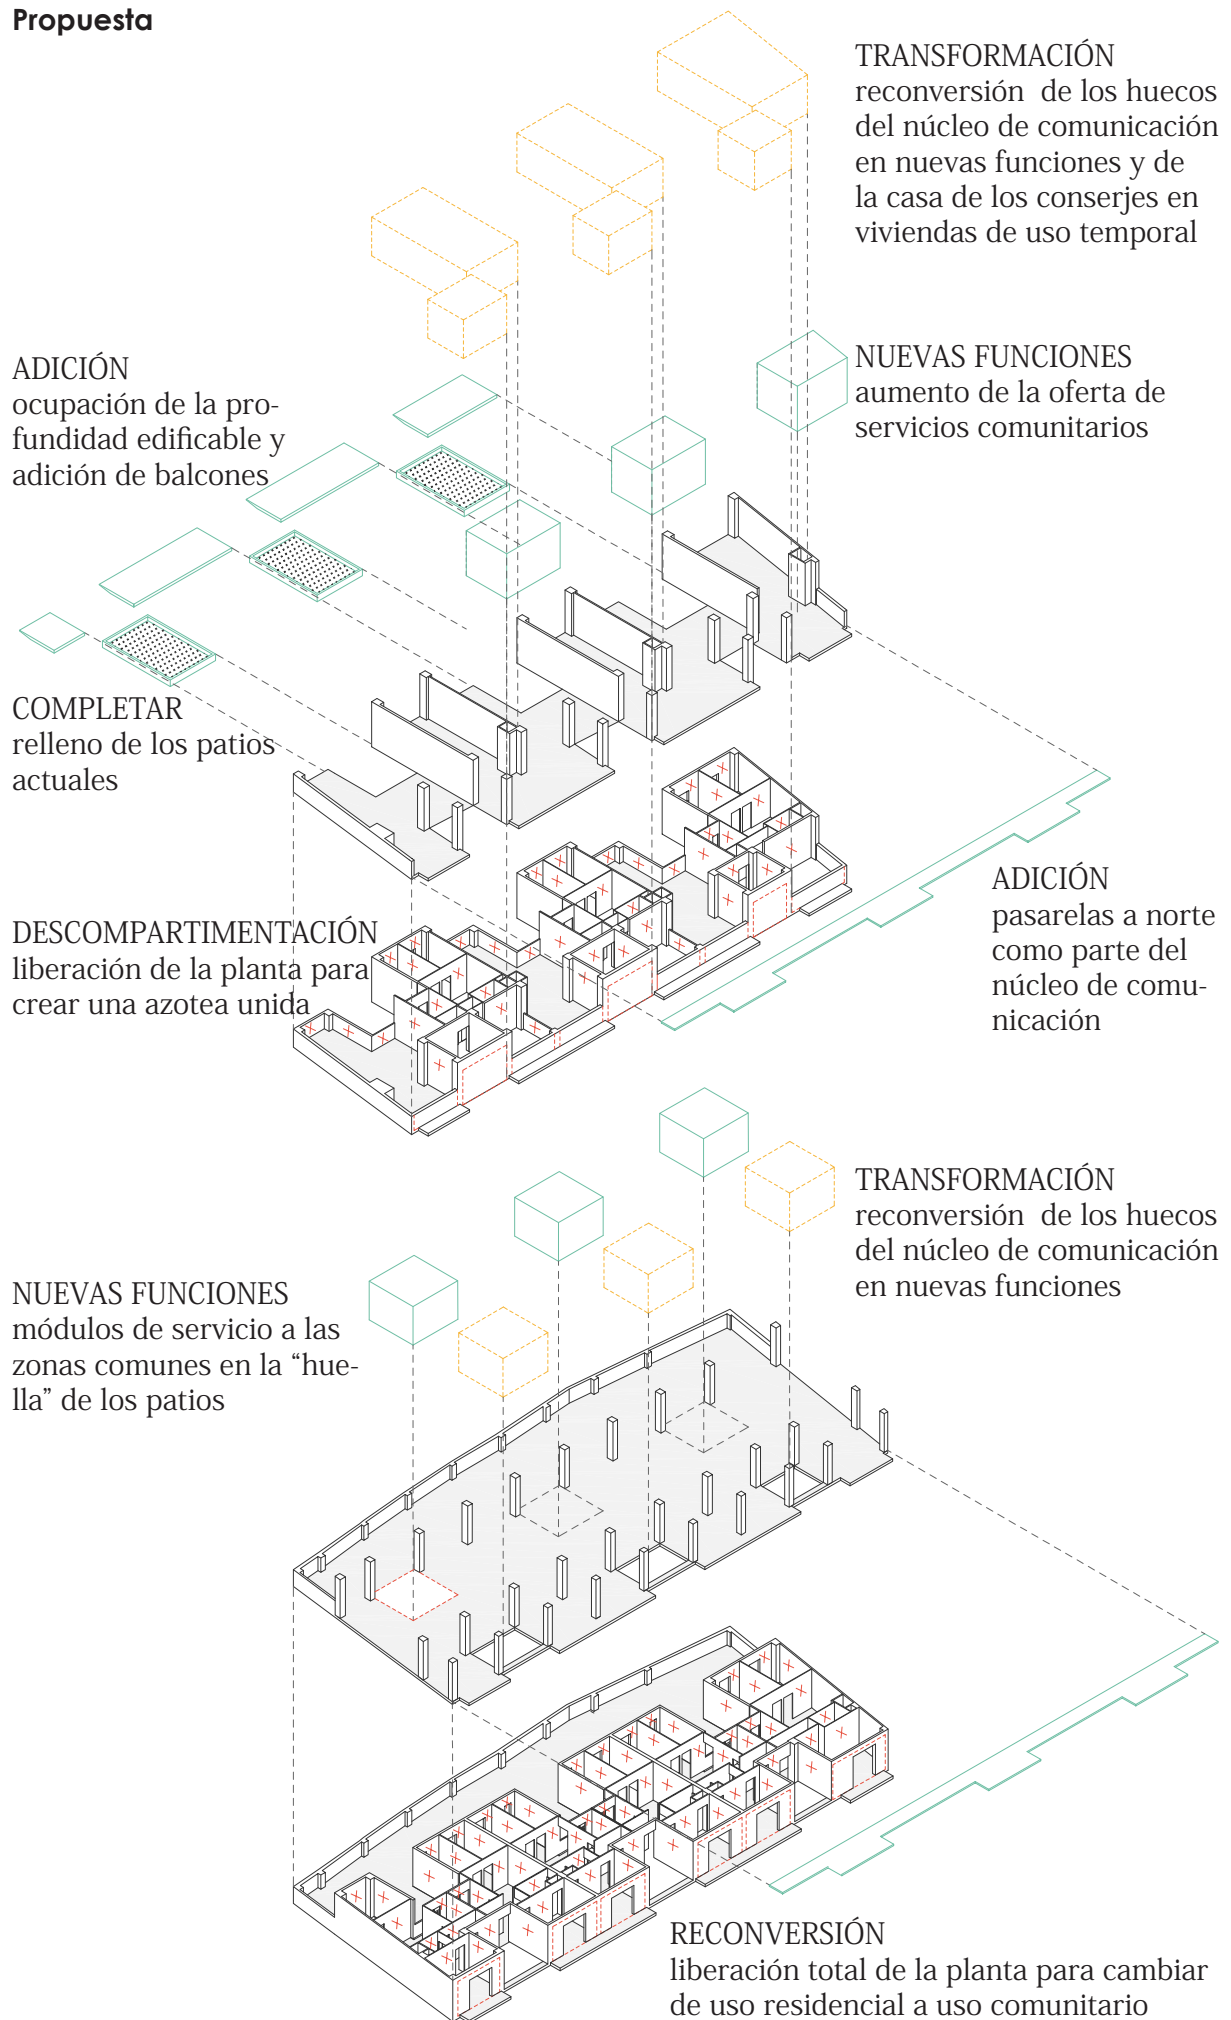 Propuesta
TRANSFORMACIÓN
reconversión de los huecos
del núcleo de comunicación
en nuevas funciones y de
la casa de los conserjes en
viviendas de uso temporal
ADICIÓN
ocupación de la pro-
fundidad edificable y
adición de balcones
NUEVAS FUNCIONES
aumento de la oferta de
servicios comunitarios
COMPLETAR
relleno de los patios
actuales
DESCOMPARTIMENTACIÓN
liberación de la planta para
crear una azotea unida
ADICIÓN
pasarelas a norte
como parte del
núcleo de comu-
nicación
TRANSFORMACIÓN
reconversión de los huecos
del núcleo de comunicación
en nuevas funciones
NUEVAS FUNCIONES
módulos de servicio a las
zonas comunes en la “hue-
lla” de los patios
RECONVERSIÓN
liberación total de la planta para cambiar
de uso residencial a uso comunitario